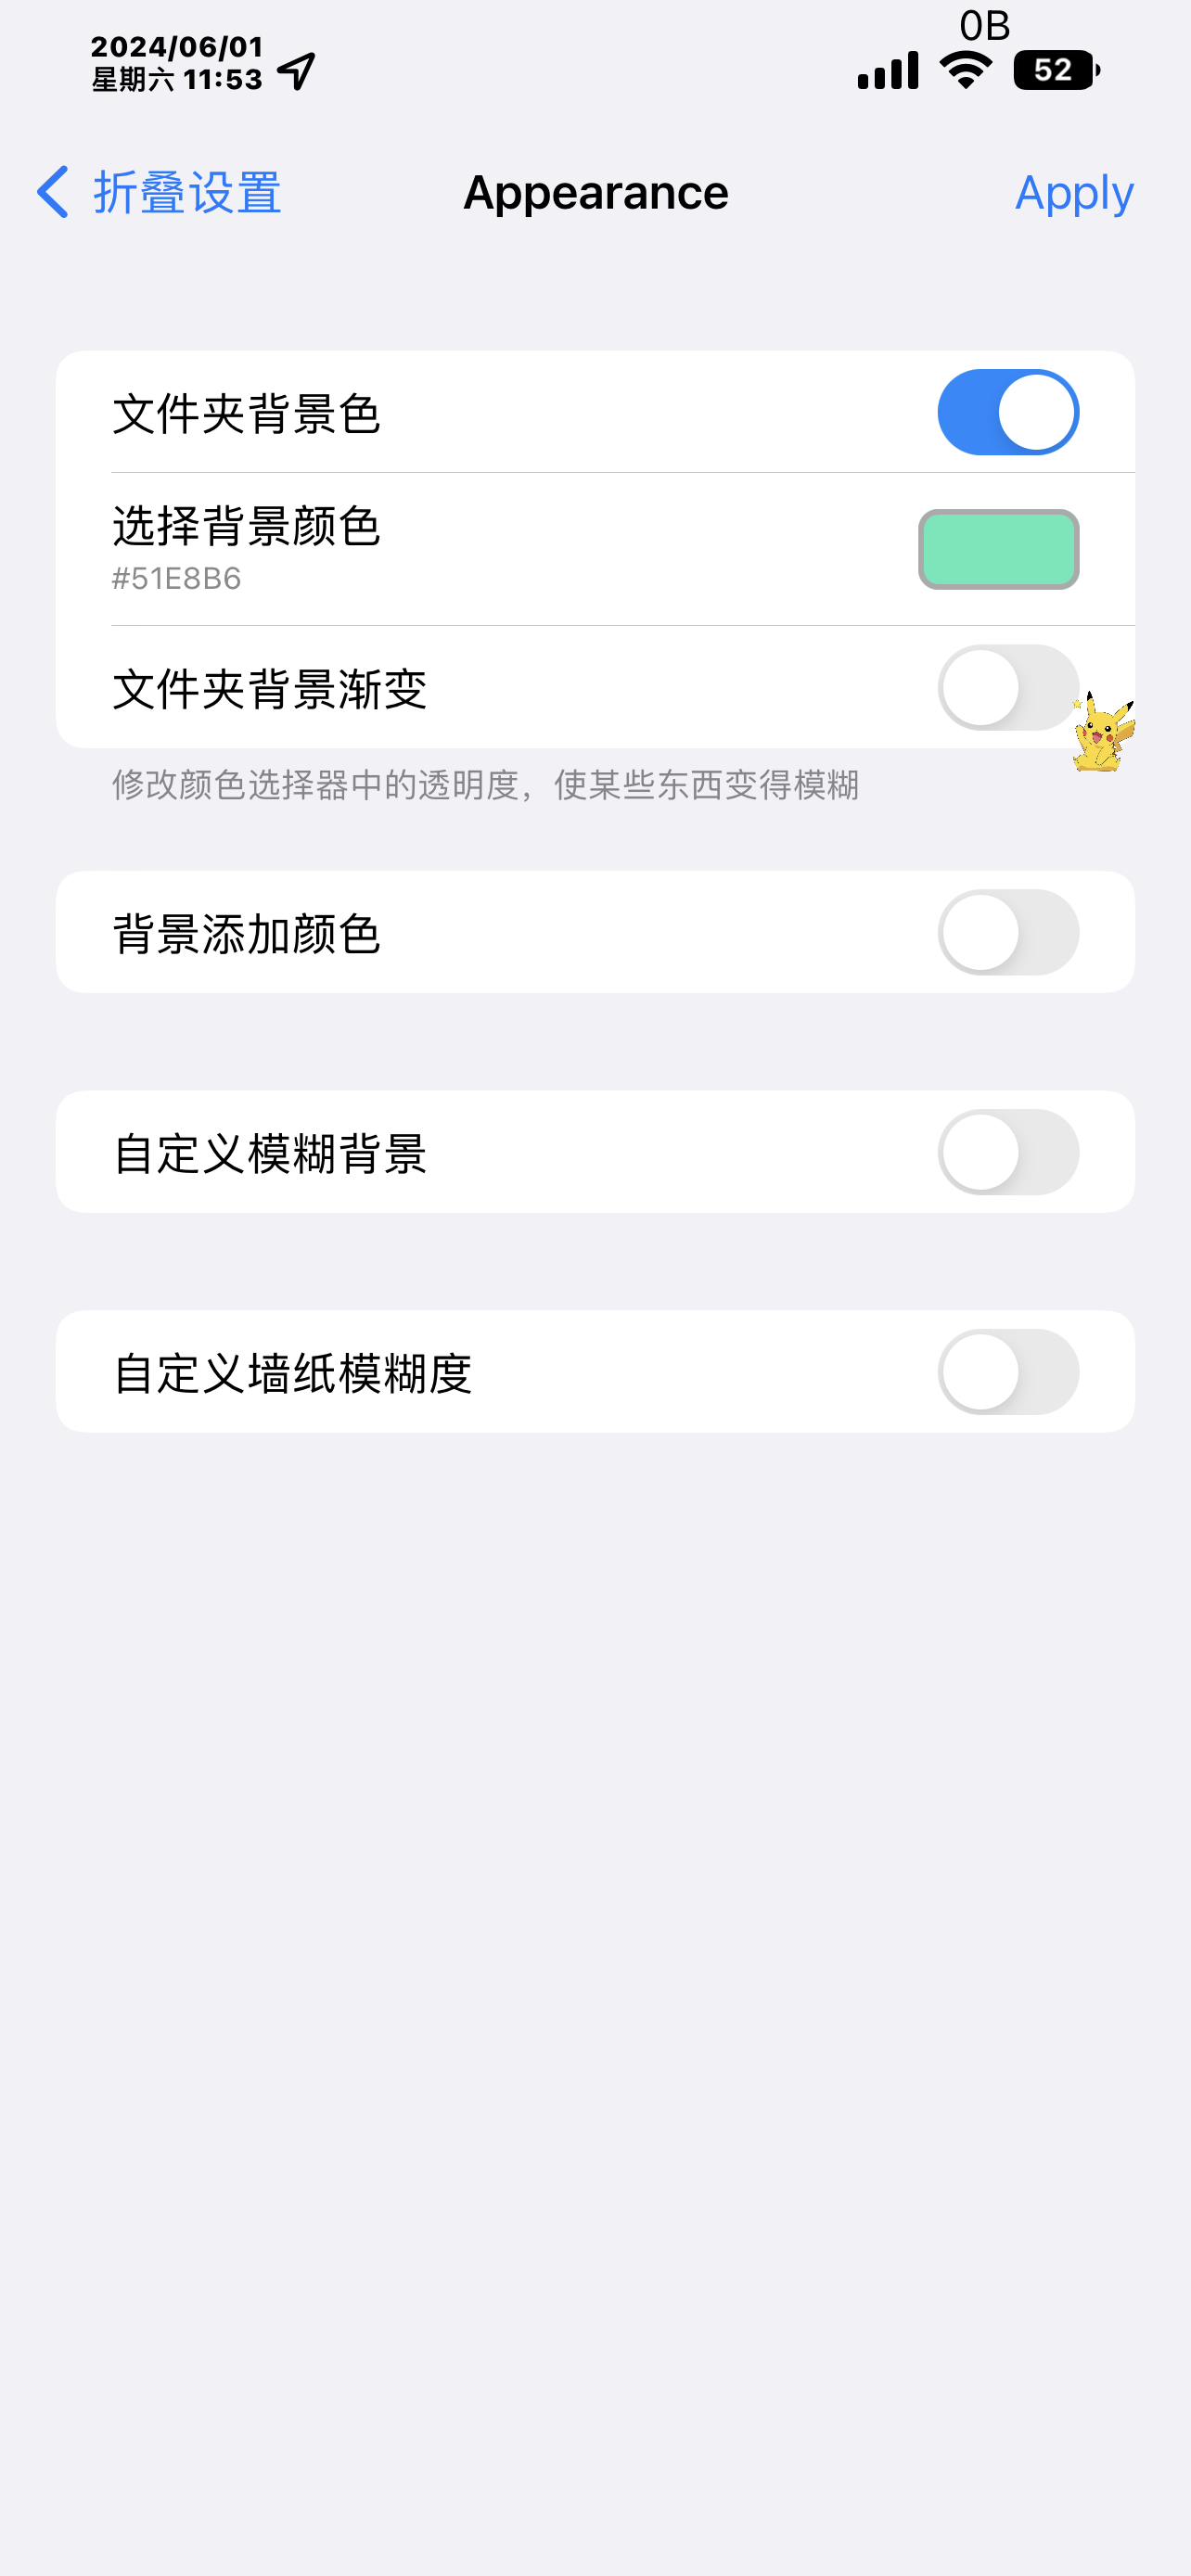 0B
2024/06/01
星期六 11:53
52
折叠设置 Appearance Apply
文件夹背景色
选择背景颜色
#51E8B6
文件夹背景渐变
修改颜色选择器中的透明度，使某些东西变得模糊
背景添加颜色
自定义模糊背景
自定义墙纸模糊度